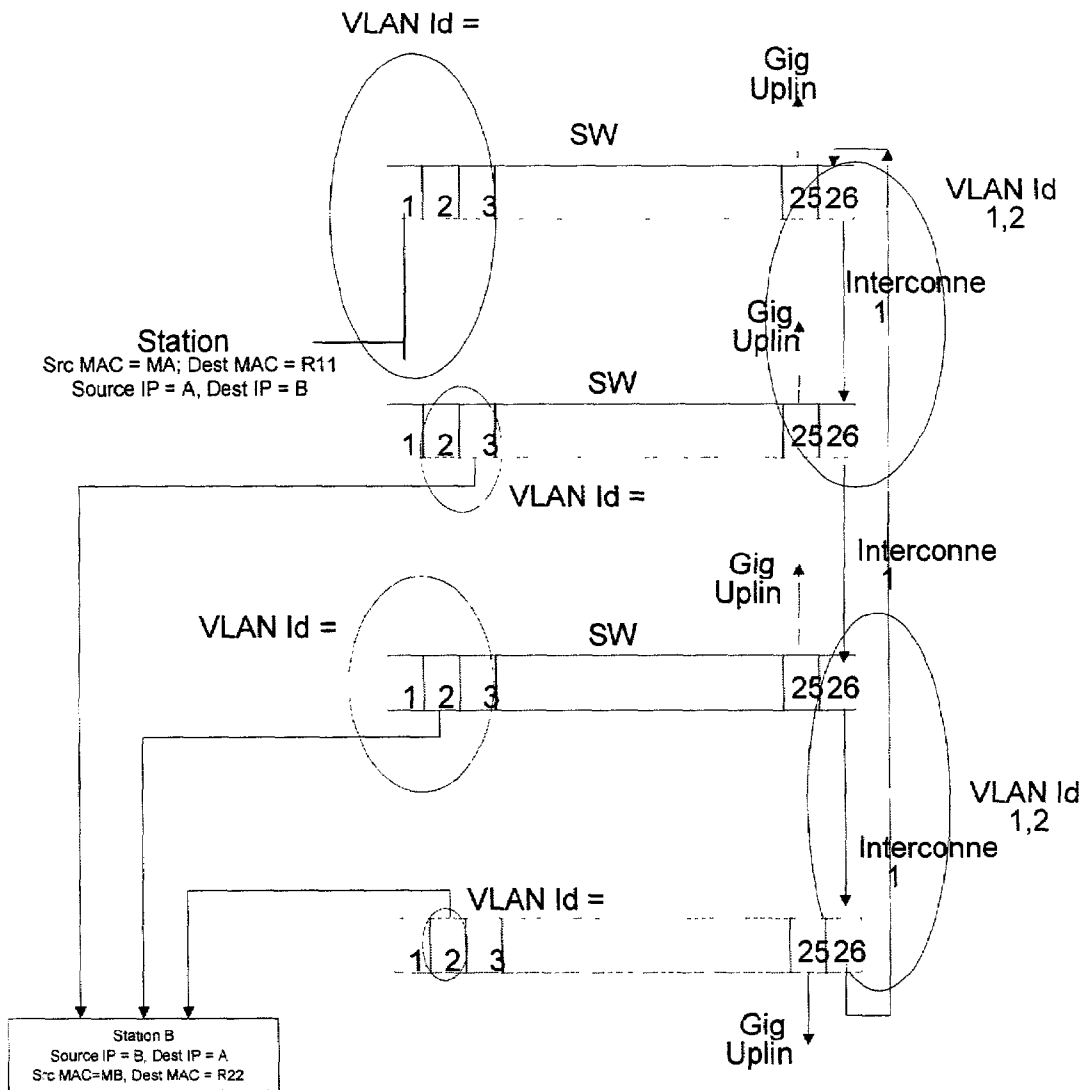 VLAN Id =
Gig
Uplin
SW
1 2 3 25 26
VLAN Id
1,2
Interconne
1
Station
Src MAC = MA; Dest MAC = R11
Source IP = A, Dest IP = B
Gig
Uplin
SW
1 2 3 25 26
VLAN Id =
Interconne
1
Gig
Uplin
VLAN Id =
SW
1 2 3 25 26
VLAN Id
1,2
Interconne
1
VLAN Id =
1 2 3 25 26
Gig
Uplin
Station B
Source IP = B, Dest IP = A
Src MAC=MB, Dest MAC = R22